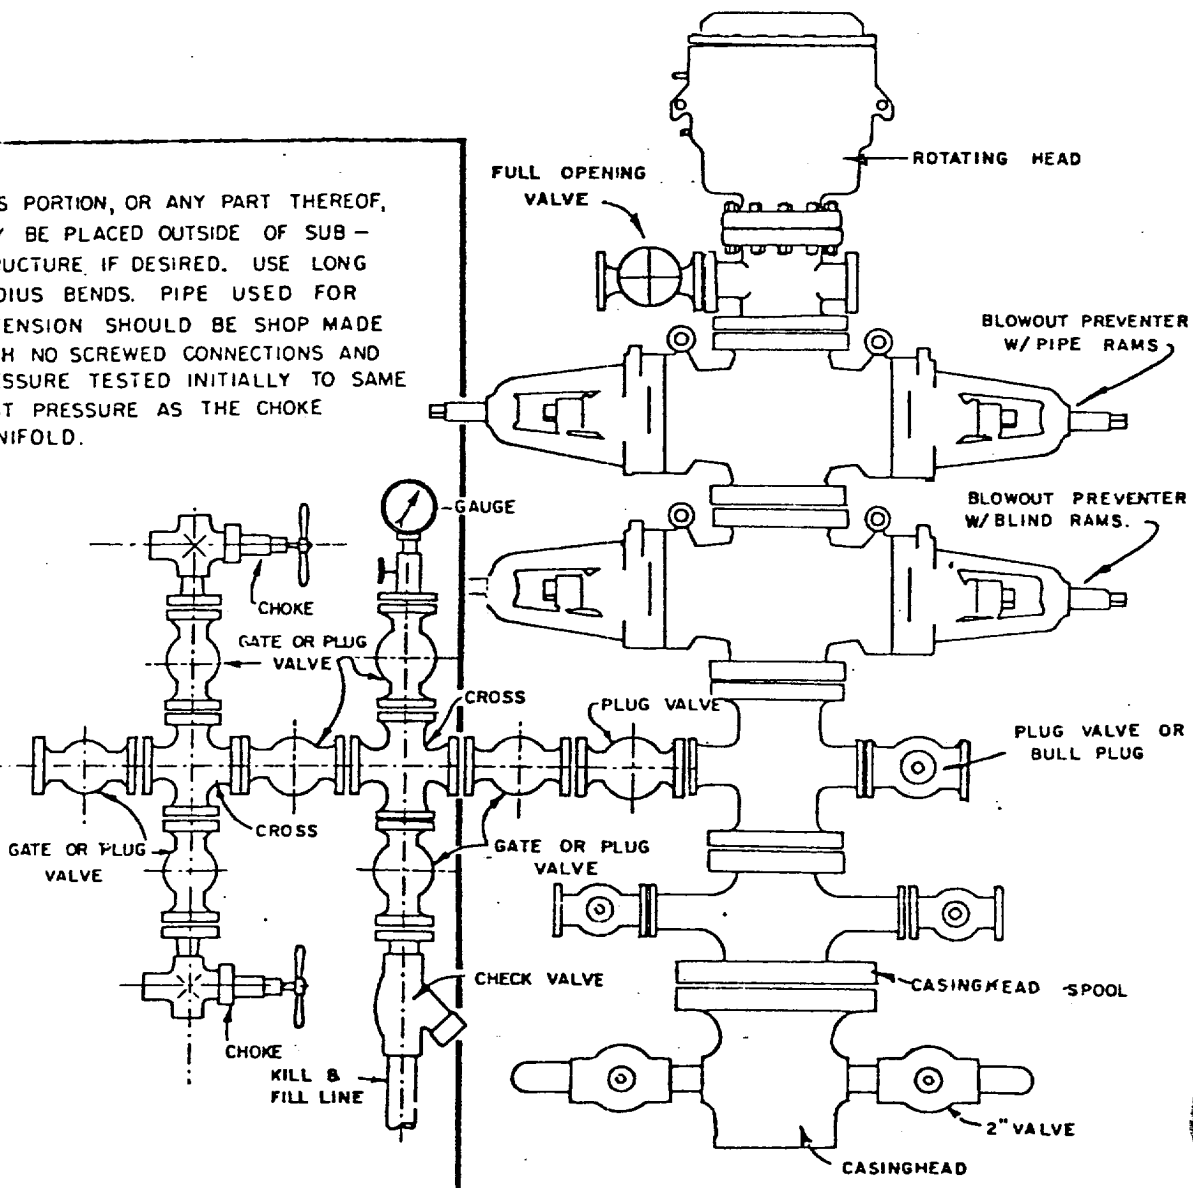 S PORTION, OR ANY PART THEREOF,
BE PLACED OUTSIDE OF SUB-
UCTURE IF DESIRED. USE LONG
DIUS BENDS. PIPE USED FOR
ENSION SHOULD BE SHOP MADE
H NO SCREWED CONNECTIONS AND
SSURE TESTED INITIALLY TO SAME
ST PRESSURE AS THE CHOKE
NIFOLD.
FULL OPENING
VALVE
ROTATING HEAD
BLOWOUT PREVENTER
W/ PIPE RAMS
BLOWOUT PREVENTER
W/ BLIND RAMS.
GAUGE
CHOKE
GATE OR PLUG
VALVE
CROSS
PLUG VALVE
PLUG VALVE OR
BULL PLUG
CROSS
GATE OR PLUG
VALVE
GATE OR PLUG
VALVE
CHECK VALVE
CASINGHEAD SPOOL
CHOKE
KILL &
FILL LINE
2" VALVE
CASINGHEAD